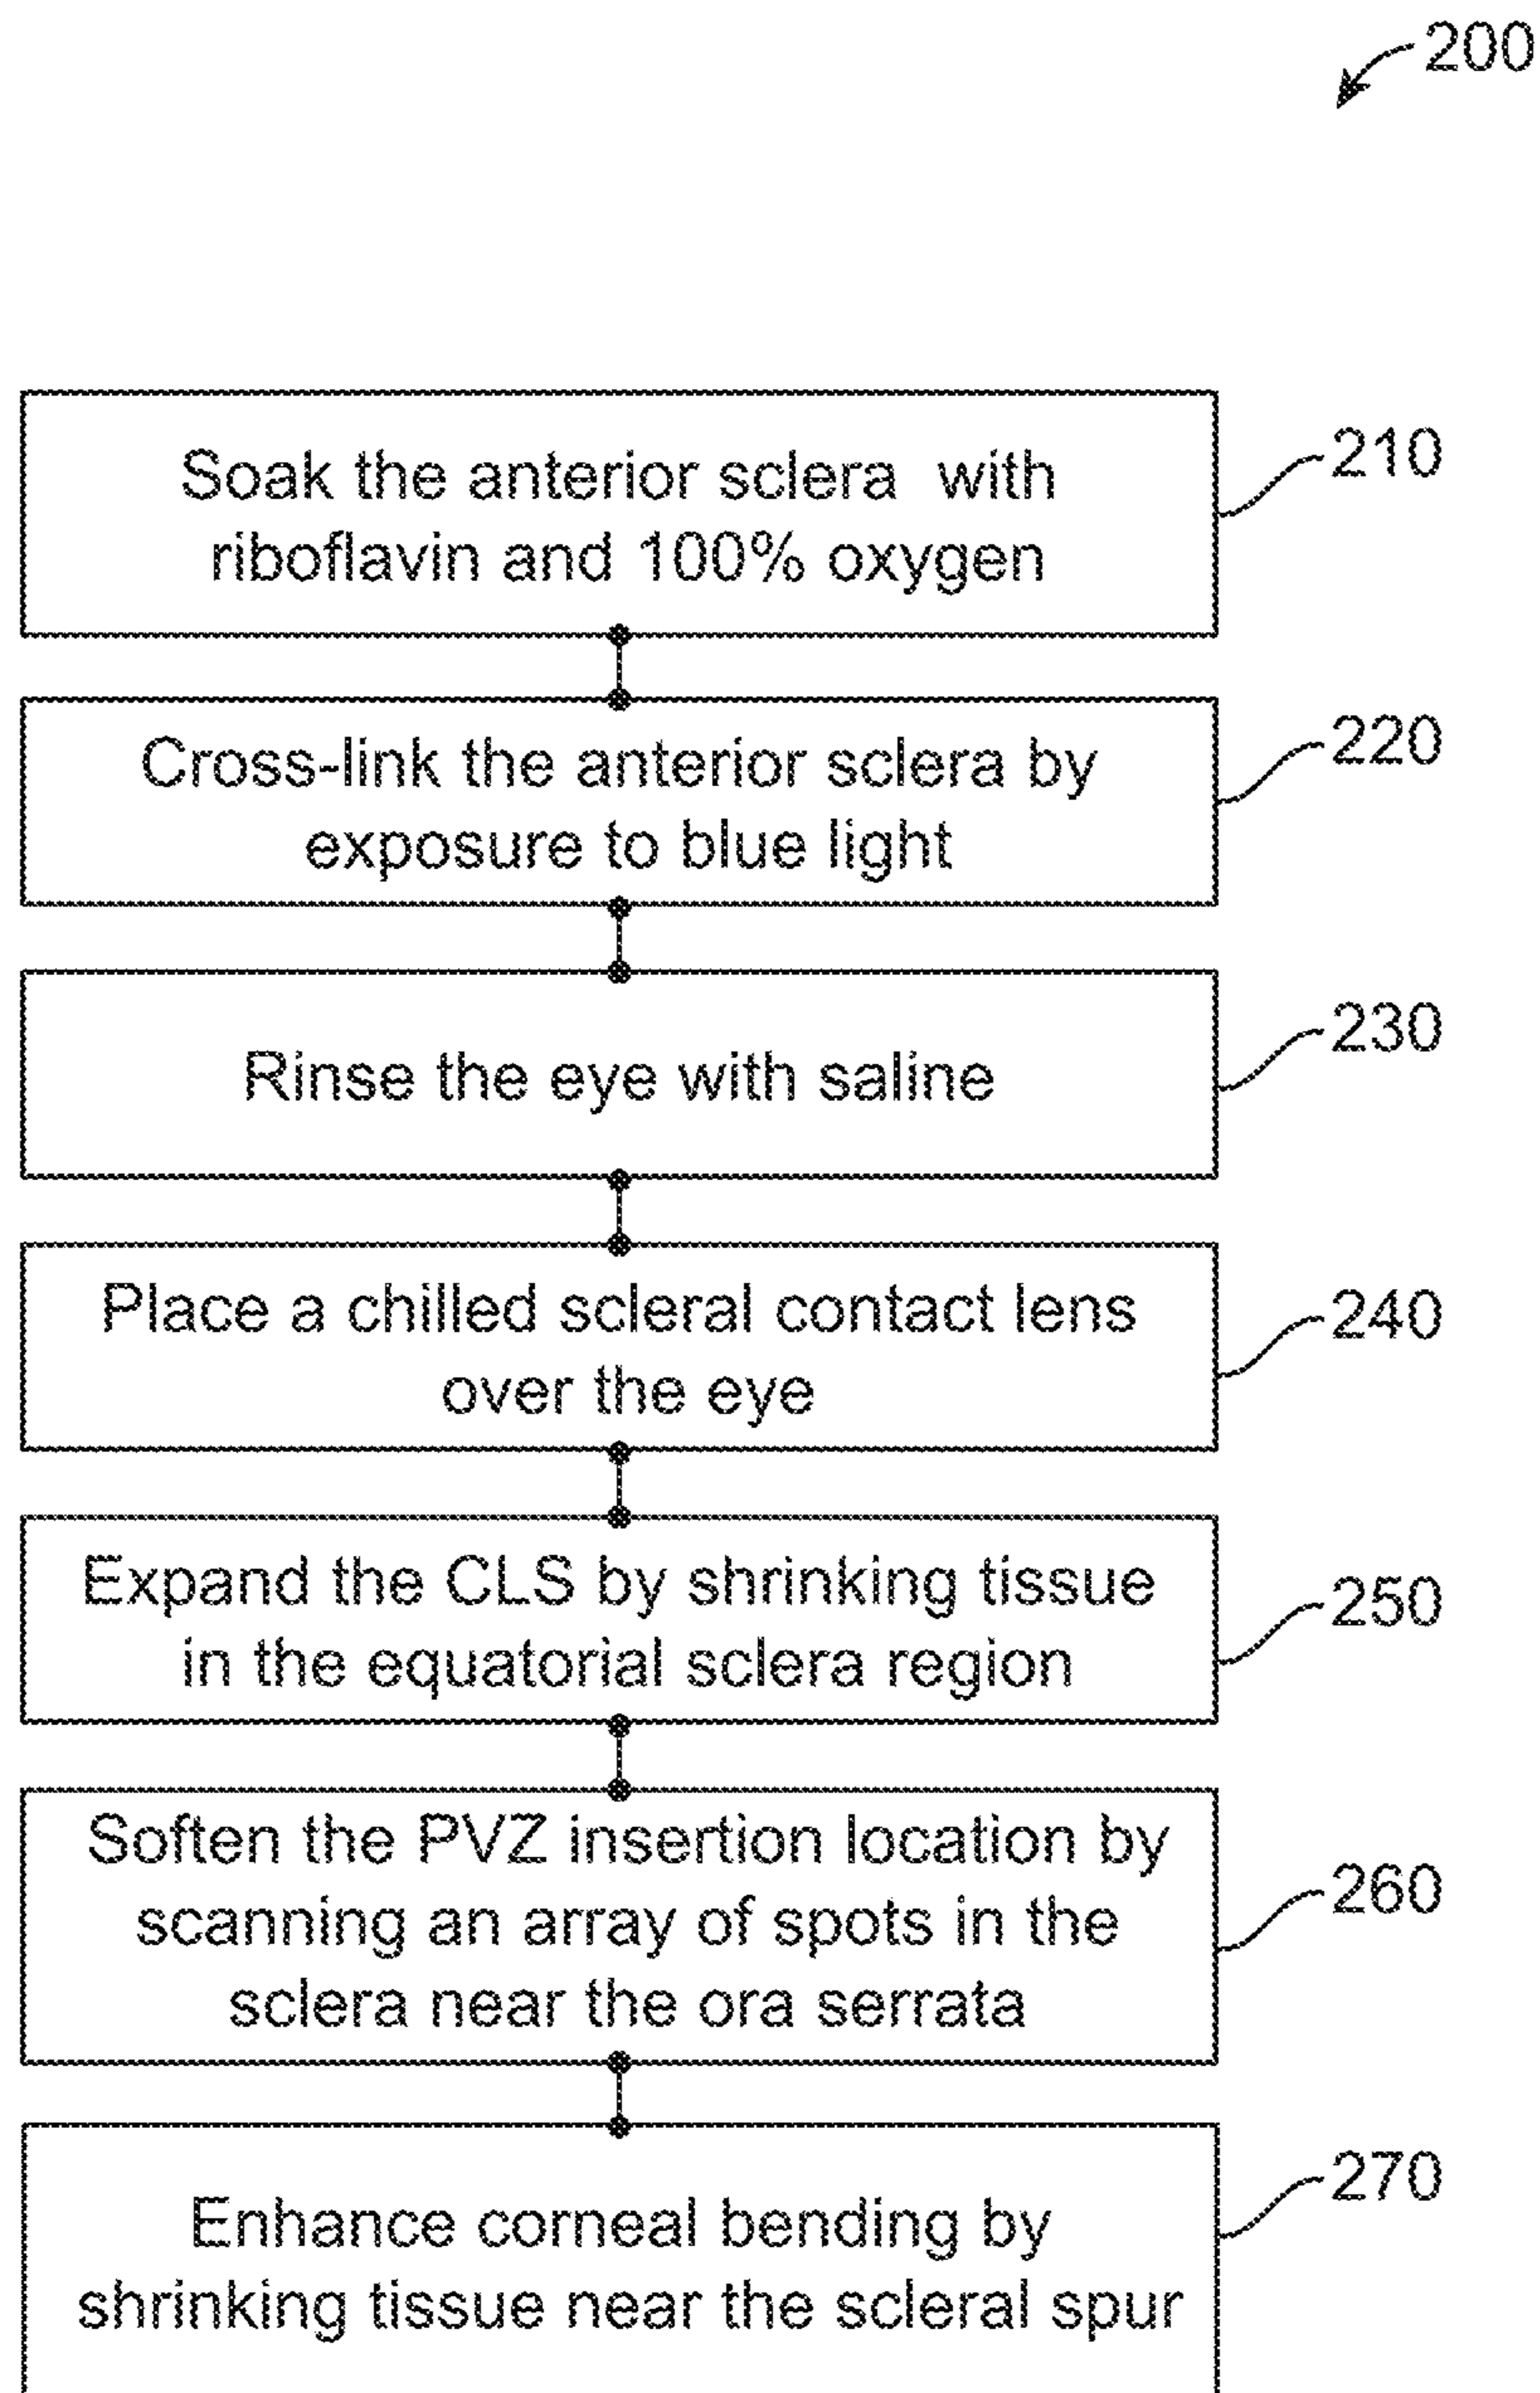 200
Soak the anterior sclera with
riboflavin and 100% oxygen
210
Cross-link the anterior sclera by
exposure to blue light
220
Rinse the eye with saline
230
Place a chilled scleral contact lens
over the eye
240
Expand the CLS by shrinking tissue
in the equatorial sclera region
250
Soften the PVZ insertion location by
scanning an array of spots in the
sclera near the ora serrata
260
Enhance corneal bending by
shrinking tissue near the scleral spur
270